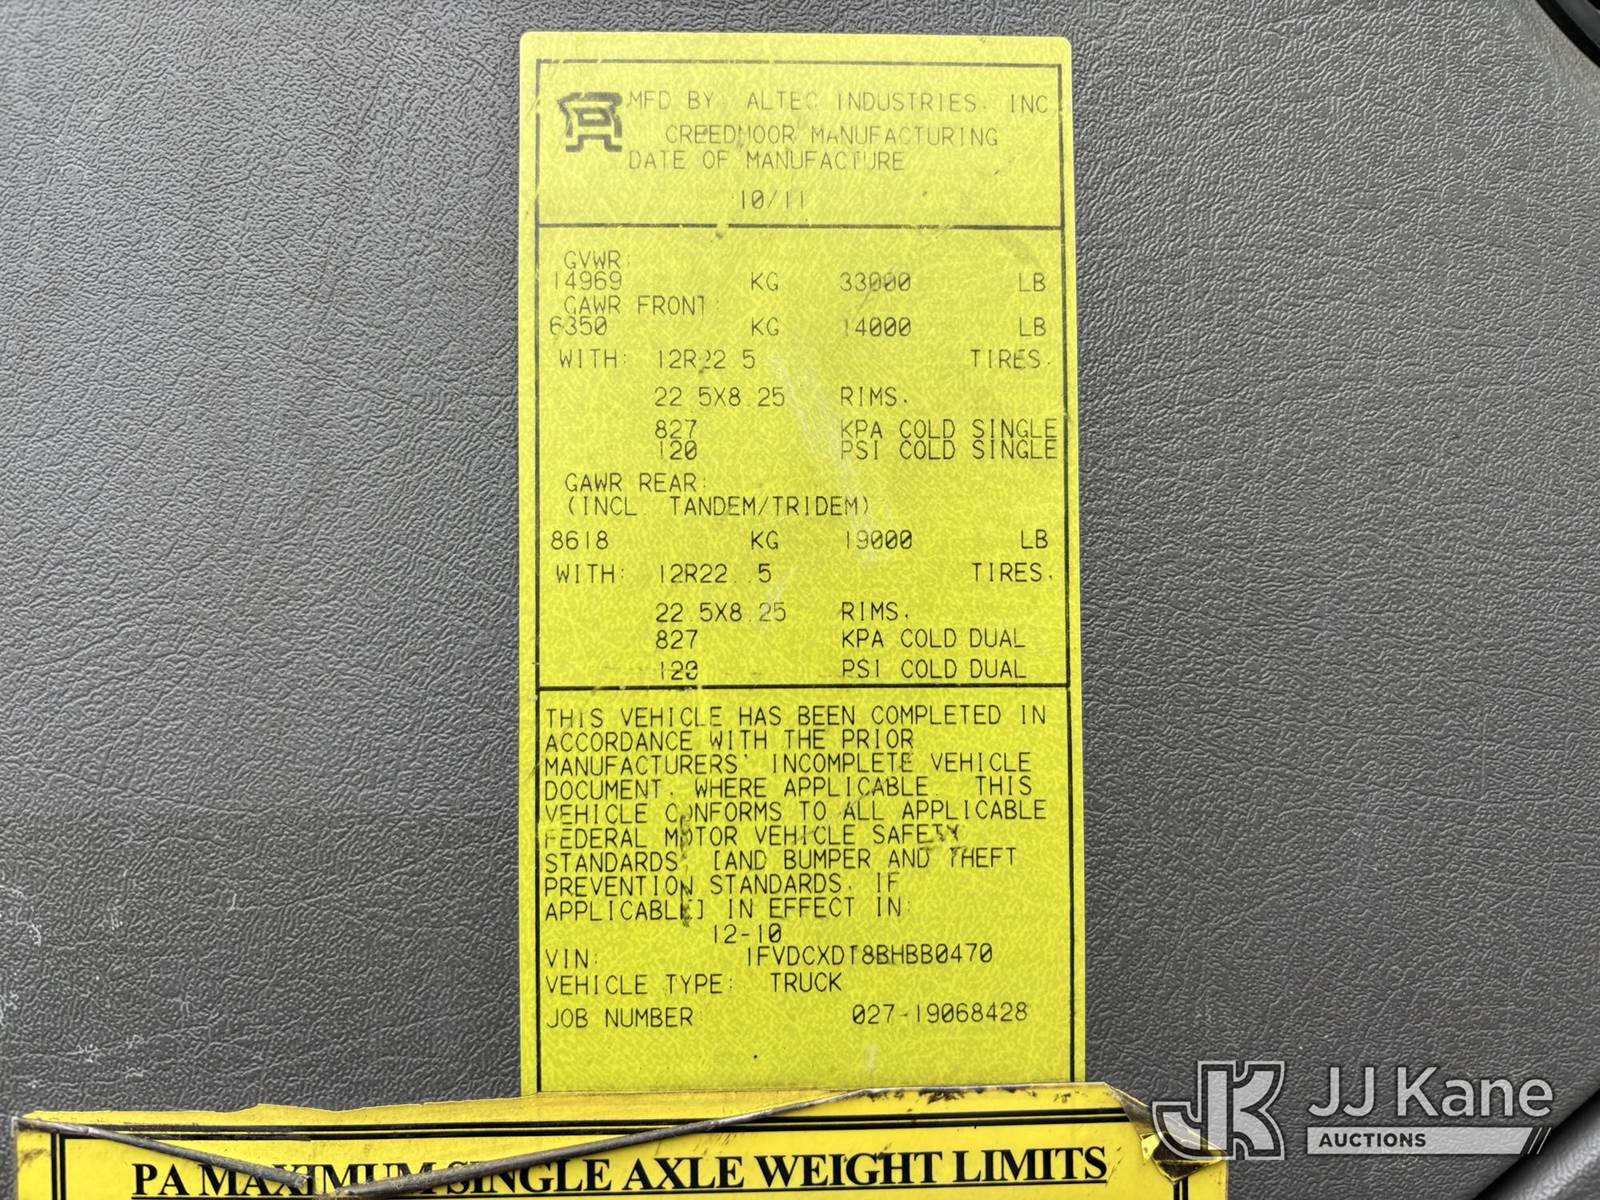 MFD BY ALTEC INDUSTRIES, INC
CREEDMOOR MANUFACTURING
DATE OF MANUFACTURE
10/11
GVWR:
14969 KG 33000 LB
GAWR FRONT:
6350 KG 14000 LB
WITH: 12R22.5 TIRES.
22.5X8.25 RIMS.
827 KPA COLD SINGLE
120 PSI COLD SINGLE
GAWR REAR:
(INCL. TANDEM/TRIDEM)
8618 KG 19000 LB
WITH: 12R22.5 TIRES.
22.5X8.25 RIMS.
827 KPA COLD DUAL
120 PSI COLD DUAL
THIS VEHICLE HAS BEEN COMPLETED IN
ACCORDANCE WITH THE PRIOR
MANUFACTURERS' INCOMPLETE VEHICLE
DOCUMENT, WHERE APPLICABLE. THIS
VEHICLE CONFORMS TO ALL APPLICABLE
FEDERAL MOTOR VEHICLE SAFETY
STANDARDS, [AND BUMPER AND THEFT
PREVENTION STANDARDS, IF
APPLICABLE] IN EFFECT IN:
12-10
VIN: 1FVDCXDT8BHBB0470
VEHICLE TYPE: TRUCK
JOB NUMBER 027-19068428
PA MAXIMUM SINGLE AXLE WEIGHT LIMITS
JK JJ Kane
AUCTIONS